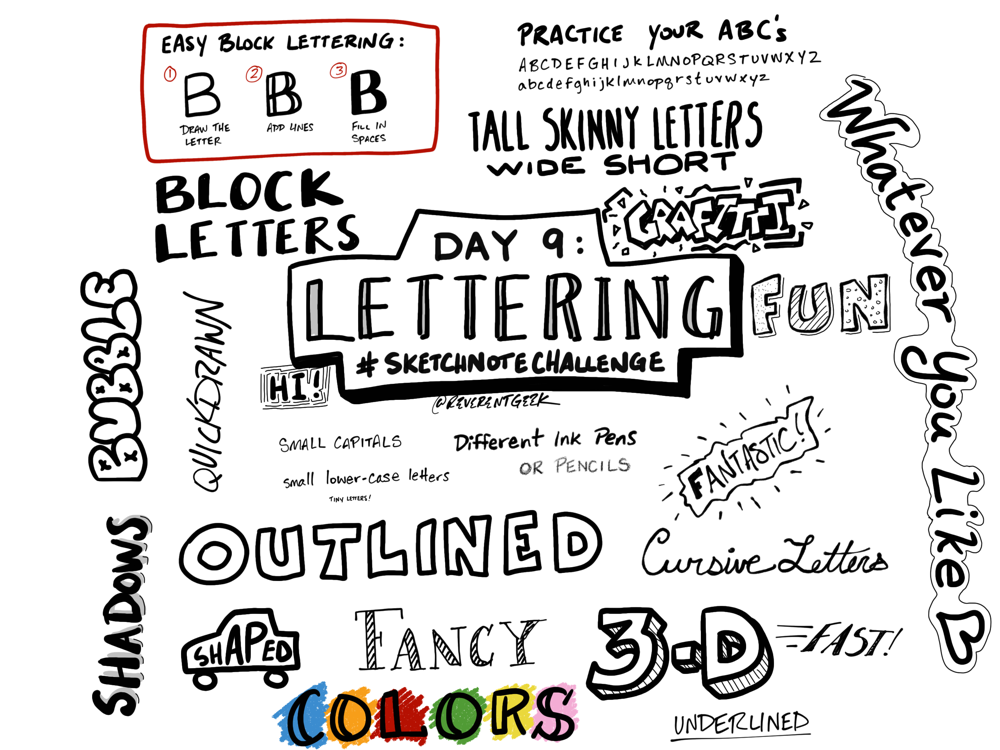 EASY BLOCK LETTERING:
1 2 3
B B B
DRAW THE LETTER
ADD LINES
FILL IN SPACES
PRACTICE YOUR ABC's
ABCDEFGHIJKLMNOPQRSTUVWXYZ
abcdefghijklmnopqrstuvwxyz
TALL SKINNY LETTERS
WIDE SHORT
BLOCK
LETTERS
GRAFITTI
DAY 9:
LETTERING
#SKETCHNOTECHALLENGE
@REVERENTGEEK
FUN
Whatever You Like
BUBBLE
QUICKDRAWN
HI!
SMALL CAPITALS
small lower-case letters
TINY LETTERS!
Different Ink Pens
OR PENCILS
FANTASTIC!
SHADOWS
OUTLINED
Cursive Letters
SHAPED
FANCY
3-D
FAST!
COLORS
UNDERLINED